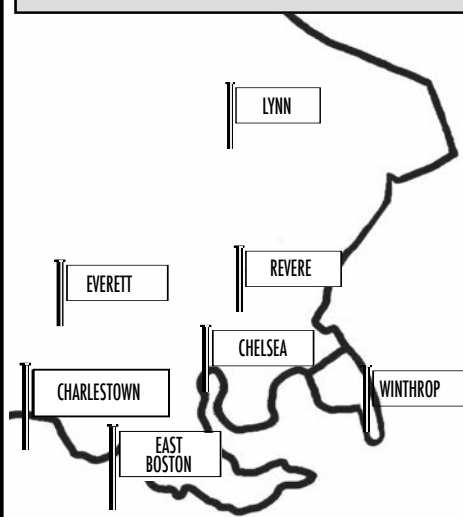 LYNN
REVERE
EVERETT
CHELSEA
WINTHROP
CHARLESTOWN
EAST
BOSTON